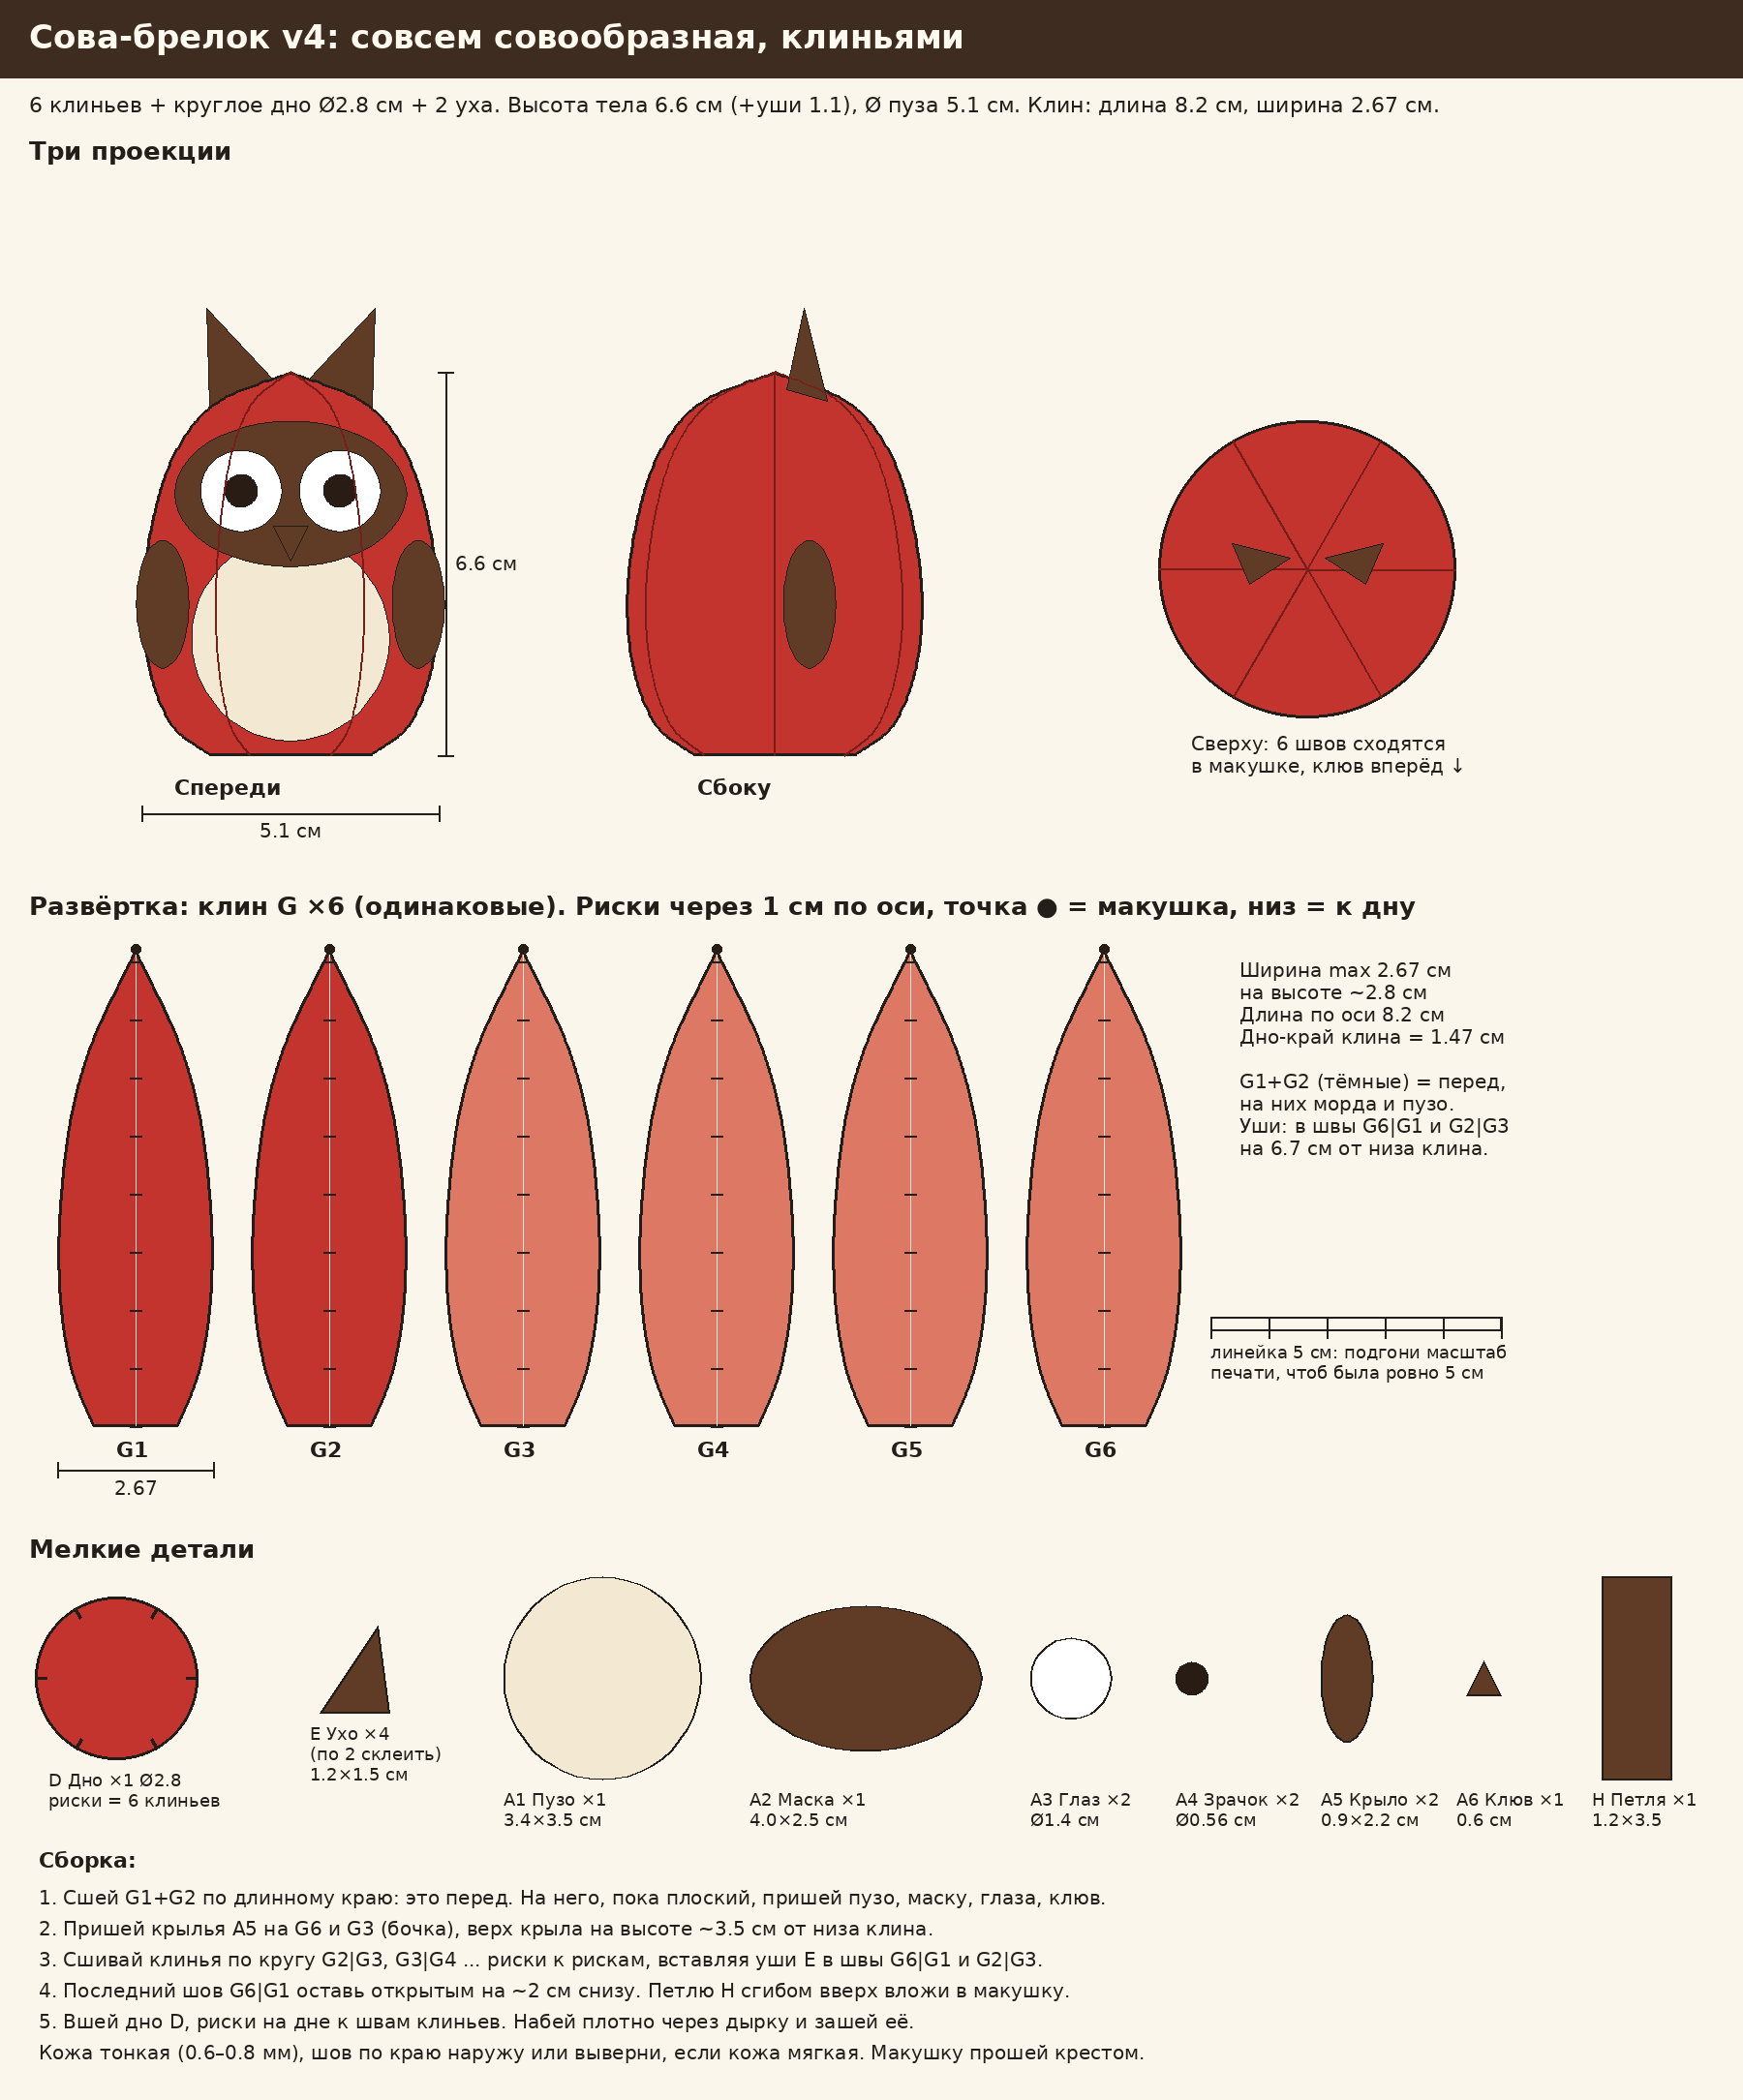 Сова-брелок v4: совсем совообразная, клиньями
6 клиньев + круглое дно Ø2.8 см + 2 уха. Высота тела 6.6 см (+уши 1.1), Ø пуза 5.1 см. Клин: длина 8.2 см, ширина 2.67 см.
Три проекции
6.6 см
Сверху: 6 швов сходятся
в макушке, клюв вперёд ↓
Спереди
Сбоку
5.1 см
Развёртка: клин G ×6 (одинаковые). Риски через 1 см по оси, точка ● = макушка, низ = к дну
Ширина max 2.67 см
на высоте ~2.8 см
Длина по оси 8.2 см
Дно-край клина = 1.47 см
G1+G2 (тёмные) = перед,
на них морда и пузо.
Уши: в швы G6|G1 и G2|G3
на 6.7 см от низа клина.
линейка 5 см: подгони масштаб
печати, чтоб была ровно 5 см
G1
G2
G3
G4
G5
G6
2.67
Мелкие детали
D Дно ×1 Ø2.8
риски = 6 клиньев
E Ухо ×4
(по 2 склеить)
1.2×1.5 см
A1 Пузо ×1
3.4×3.5 см
A2 Маска ×1
4.0×2.5 см
A3 Глаз ×2
Ø1.4 см
A4 Зрачок ×2
Ø0.56 см
A5 Крыло ×2
0.9×2.2 см
A6 Клюв ×1
0.6 см
H Петля ×1
1.2×3.5
Сборка:
1. Сшей G1+G2 по длинному краю: это перед. На него, пока плоский, пришей пузо, маску, глаза, клюв.
2. Пришей крылья A5 на G6 и G3 (бочка), верх крыла на высоте ~3.5 см от низа клина.
3. Сшивай клинья по кругу G2|G3, G3|G4 ... риски к рискам, вставляя уши E в швы G6|G1 и G2|G3.
4. Последний шов G6|G1 оставь открытым на ~2 см снизу. Петлю H сгибом вверх вложи в макушку.
5. Вшей дно D, риски на дне к швам клиньев. Набей плотно через дырку и зашей её.
Кожа тонкая (0.6–0.8 мм), шов по краю наружу или выверни, если кожа мягкая. Макушку прошей крестом.